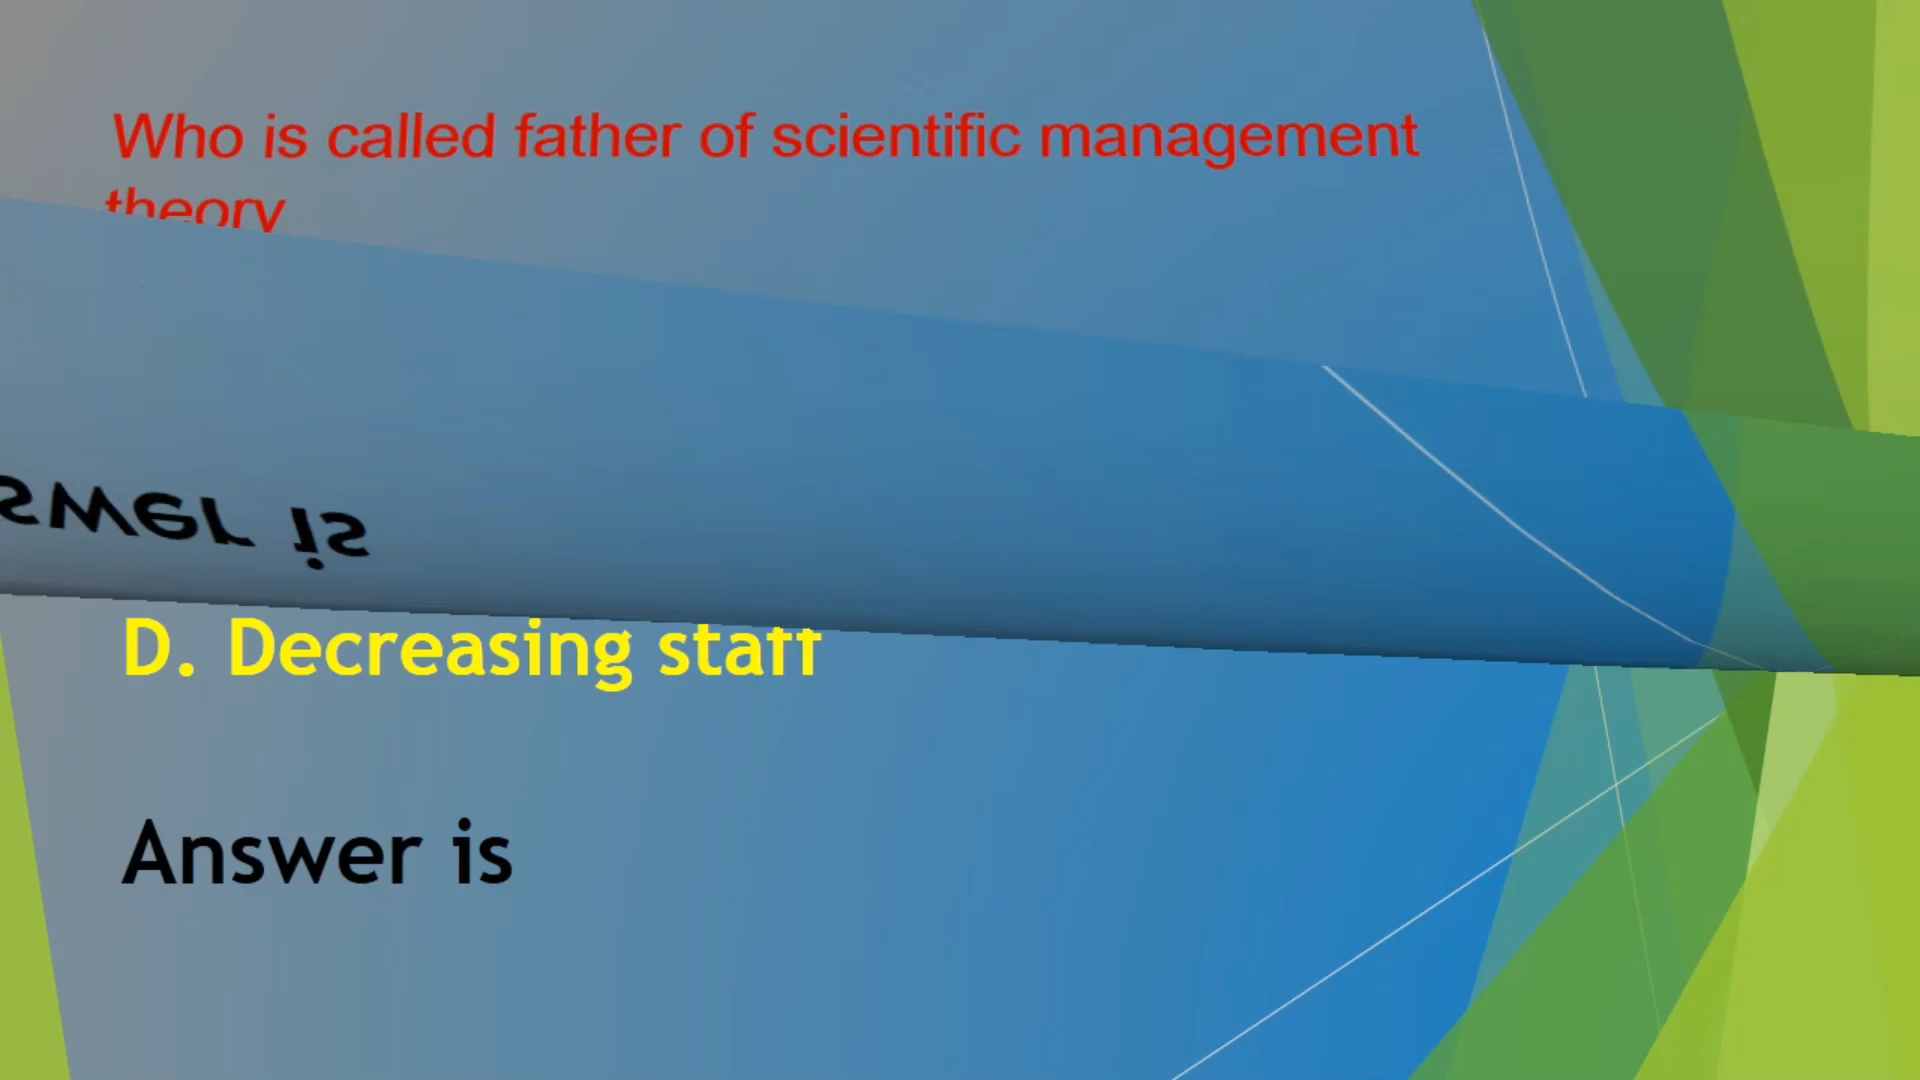 Who is called father of scientific management
theory
swer is
D. Decreasing staff
Answer is